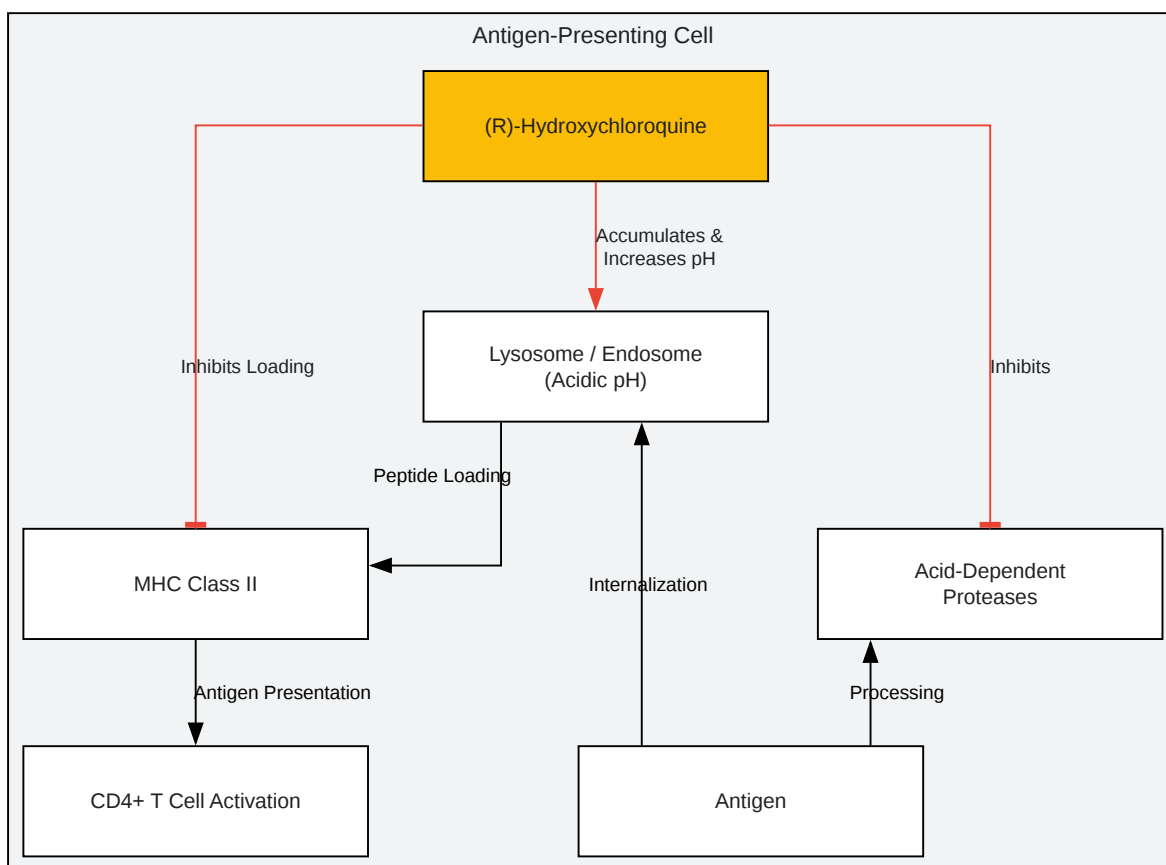 Antigen-Presenting Cell
(R)-Hydroxychloroquine
Accumulates &
Increases pH
Lysosome / Endosome
(Acidic pH)
Inhibits Loading
Inhibits
Peptide Loading
MHC Class II
Internalization
Acid-Dependent
Proteases
Antigen Presentation
Processing
CD4+ T Cell Activation
Antigen